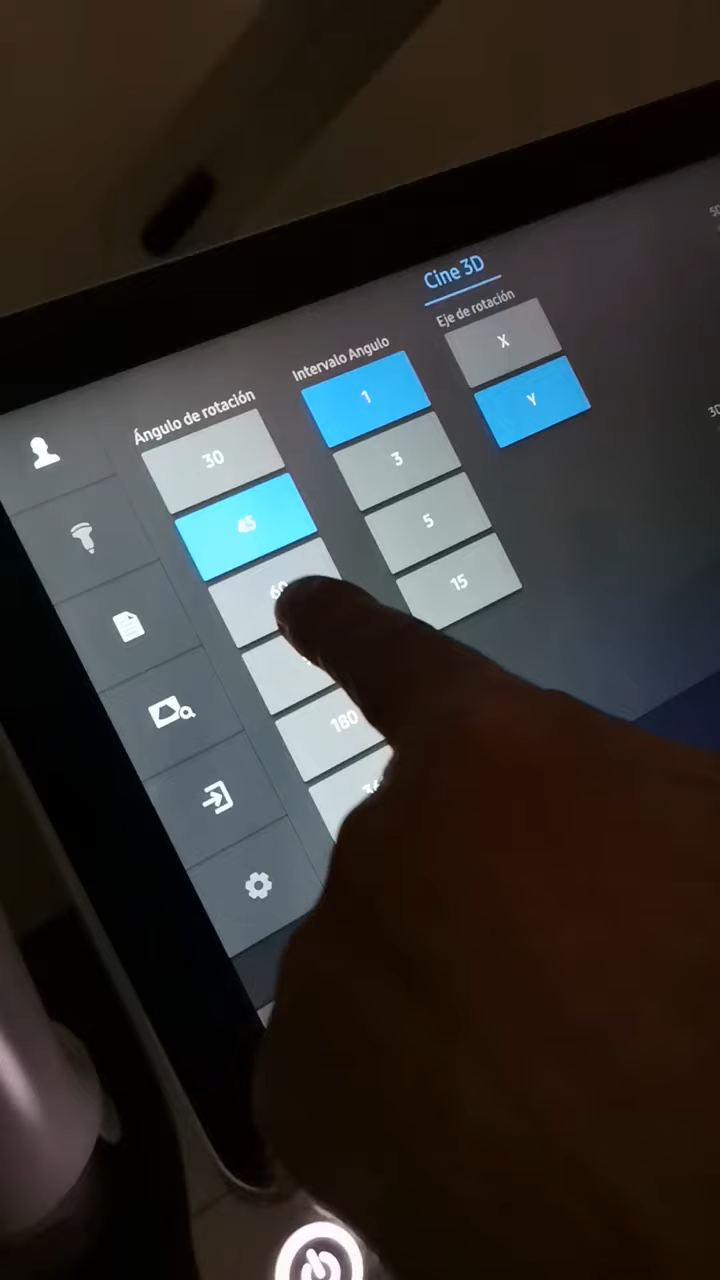 Cine 3D
Ángulo de rotación
30
45
180
Intervalo Angulo
1
3
5
15
Eje de rotación
X
Y